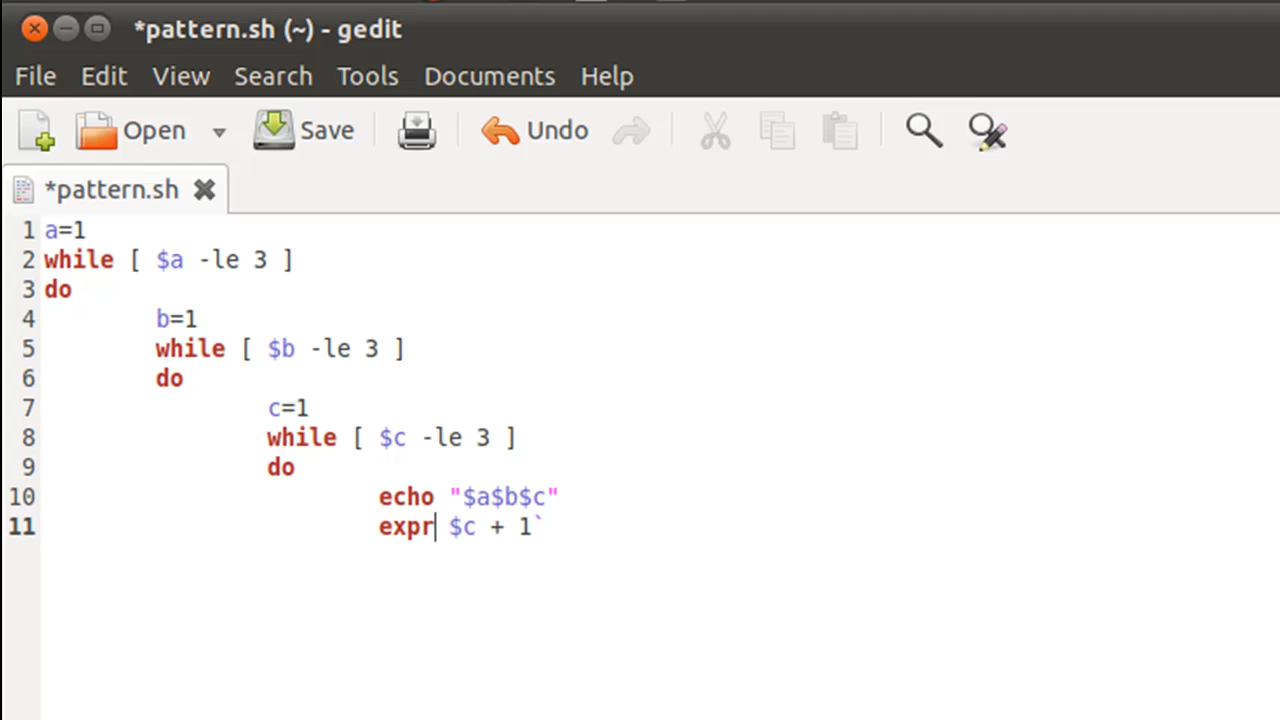 *pattern.sh (~) - gedit
File Edit View Search Tools Documents Help
Open Save Undo
*pattern.sh
1 a=1
2 while [ $a -le 3 ]
3 do
4 b=1
5 while [ $b -le 3 ]
6 do
7 c=1
8 while [ $c -le 3 ]
9 do
10 echo "$a$b$c"
11 expr $c + 1`